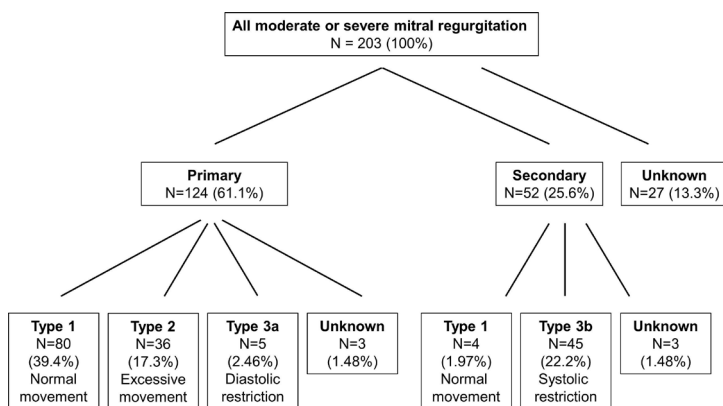 All moderate or severe mitral regurgitation
N = 203 (100%)
Primary
N=124 (61.1%)
Secondary
N=52 (25.6%)
Unknown
N=27 (13.3%)
Type 1
N=80
(39.4%)
Normal
movement
Type 2
N=36
(17.3%)
Excessive
movement
Type 3a
N=5
(2.46%)
Diastolic
restriction
Unknown
N=3
(1.48%)
Type 1
N=4
(1.97%)
Normal
movement
Type 3b
N=45
(22.2%)
Systolic
restriction
Unknown
N=3
(1.48%)